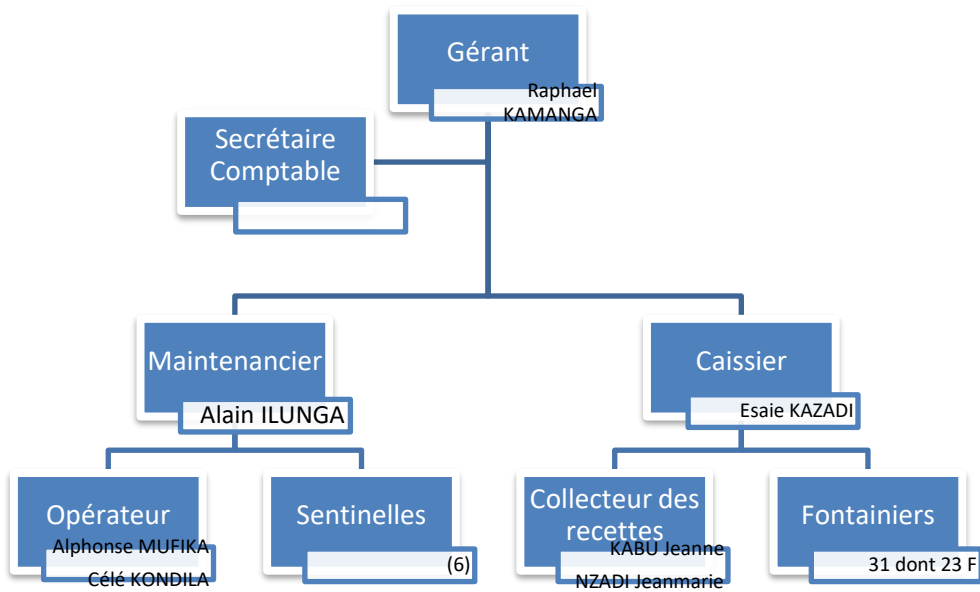 Gérant
Raphael
KAMANGA
Secrétaire
Comptable
Maintenancier
Alain ILUNGA
Caissier
Esaie KAZADI
Opérateur
Alphonse MUFIKA
Célé KONDILA
Sentinelles
(6)
Collecteur des
recettes
KABU Jeanne
NZADI Jeanmarie
Fontainiers
31 dont 23 F